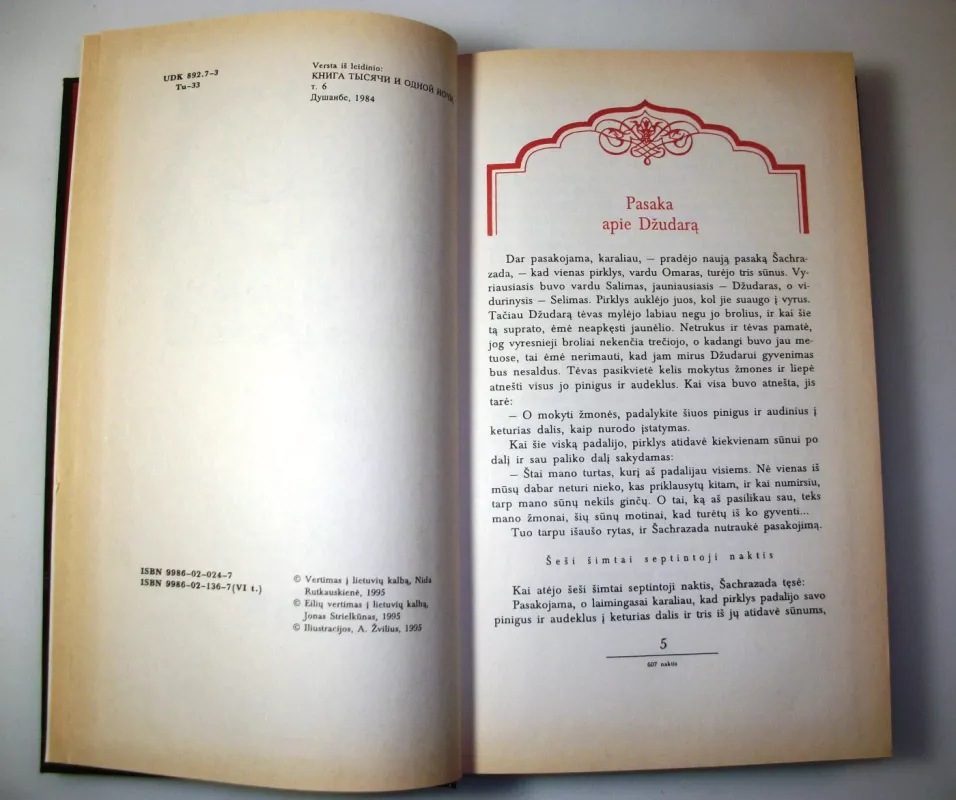 UDK 892.7-3
Tu-33
Versta iš leidinio:
КНИГА ТЫСЯЧИ И ОДНОЙ НОЧИ,
т. 6
Душанбе, 1984
ISBN 9986-02-024-7
ISBN 9986-02-136-7(VI t.)
© Vertimas į lietuvių kalbą, Nida
Rutkauskienė, 1995
© Eilių vertimas į lietuvių kalbą,
Jonas Strielkūnas, 1995
© Iliustracijos, A. Žvilius, 1995
Pasaka
apie Džudarą
Dar pasakojama, karaliau, — pradėjo naują pasaką Šachra-
zada, — kad vienas pirklys, vardu Omaras, turėjo tris sūnus. Vy-
riausiasis buvo vardu Salimas, jauniausiasis — Džudaras, o vi-
durinysis — Selimas. Pirklys auklėjo juos, kol jie suaugo į vyrus.
Tačiau Džudarą tėvas mylėjo labiau negu jo brolius, ir kai šie
tą suprato, ėmė neapkęsti jaunėlio. Netrukus ir tėvas pamatė,
jog vyresnieji broliai nekenčia trečiojo, o kadangi buvo jau me-
tuose, tai ėmė nerimauti, kad jam mirus Džudarui gyvenimas
bus nesaldus. Tėvas pasikvietė kelis mokytus žmones ir liepė
atnešti visus jo pinigus ir audeklus. Kai visa buvo atnešta, jis
tarė:
— O mokyti žmonės, padalykite šiuos pinigus ir audinius į
keturias dalis, kaip nurodo įstatymas.
Kai šie viską padalijo, pirklys atidavė kiekvienam sūnui po
dalį ir sau paliko dalį sakydamas:
— Štai mano turtas, kurį aš padalijau visiems. Nė vienas iš
mūsų dabar neturi nieko, kas priklausytų kitam, ir kai numirsiu,
tarp mano sūnų nekils ginčų. O tai, ką aš pasilikau sau, teks
mano žmonai, šių sūnų motinai, kad turėtų iš ko gyventi...
Tuo tarpu išaušo rytas, ir Šachrazada nutraukė pasakojimą.
Šeši šimtai septintoji naktis
Kai atėjo šeši šimtai septintoji naktis, Šachrazada tęsė:
Pasakojama, o laimingasai karaliau, kad pirklys padalijo savo
pinigus ir audeklus į keturias dalis ir tris iš jų atidavė sūnums,
5
607 naktis